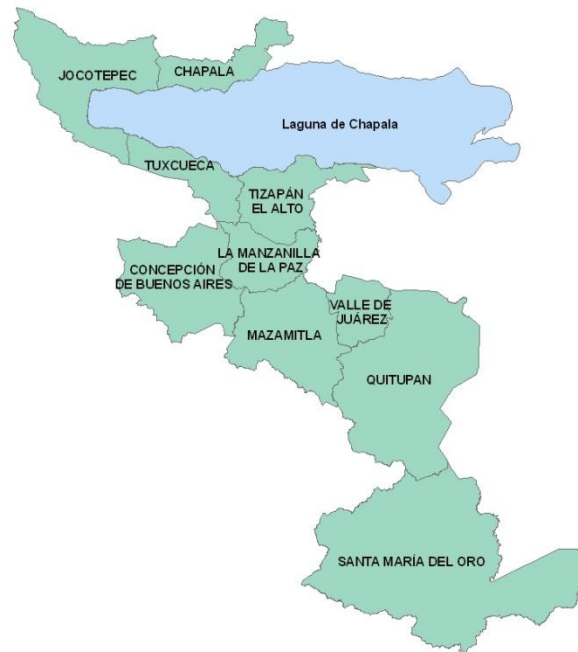 JOCOTEPEC
CHAPALA
Laguna de Chapala
TUXCUECA
TIZAPÁN
EL ALTO
LA MANZANILLA
DE LA PAZ
CONCEPCIÓN
DE BUENOS AIRES
VALLE DE
JUÁREZ
MAZAMITLA
QUITUPAN
SANTA MARÍA DEL ORO